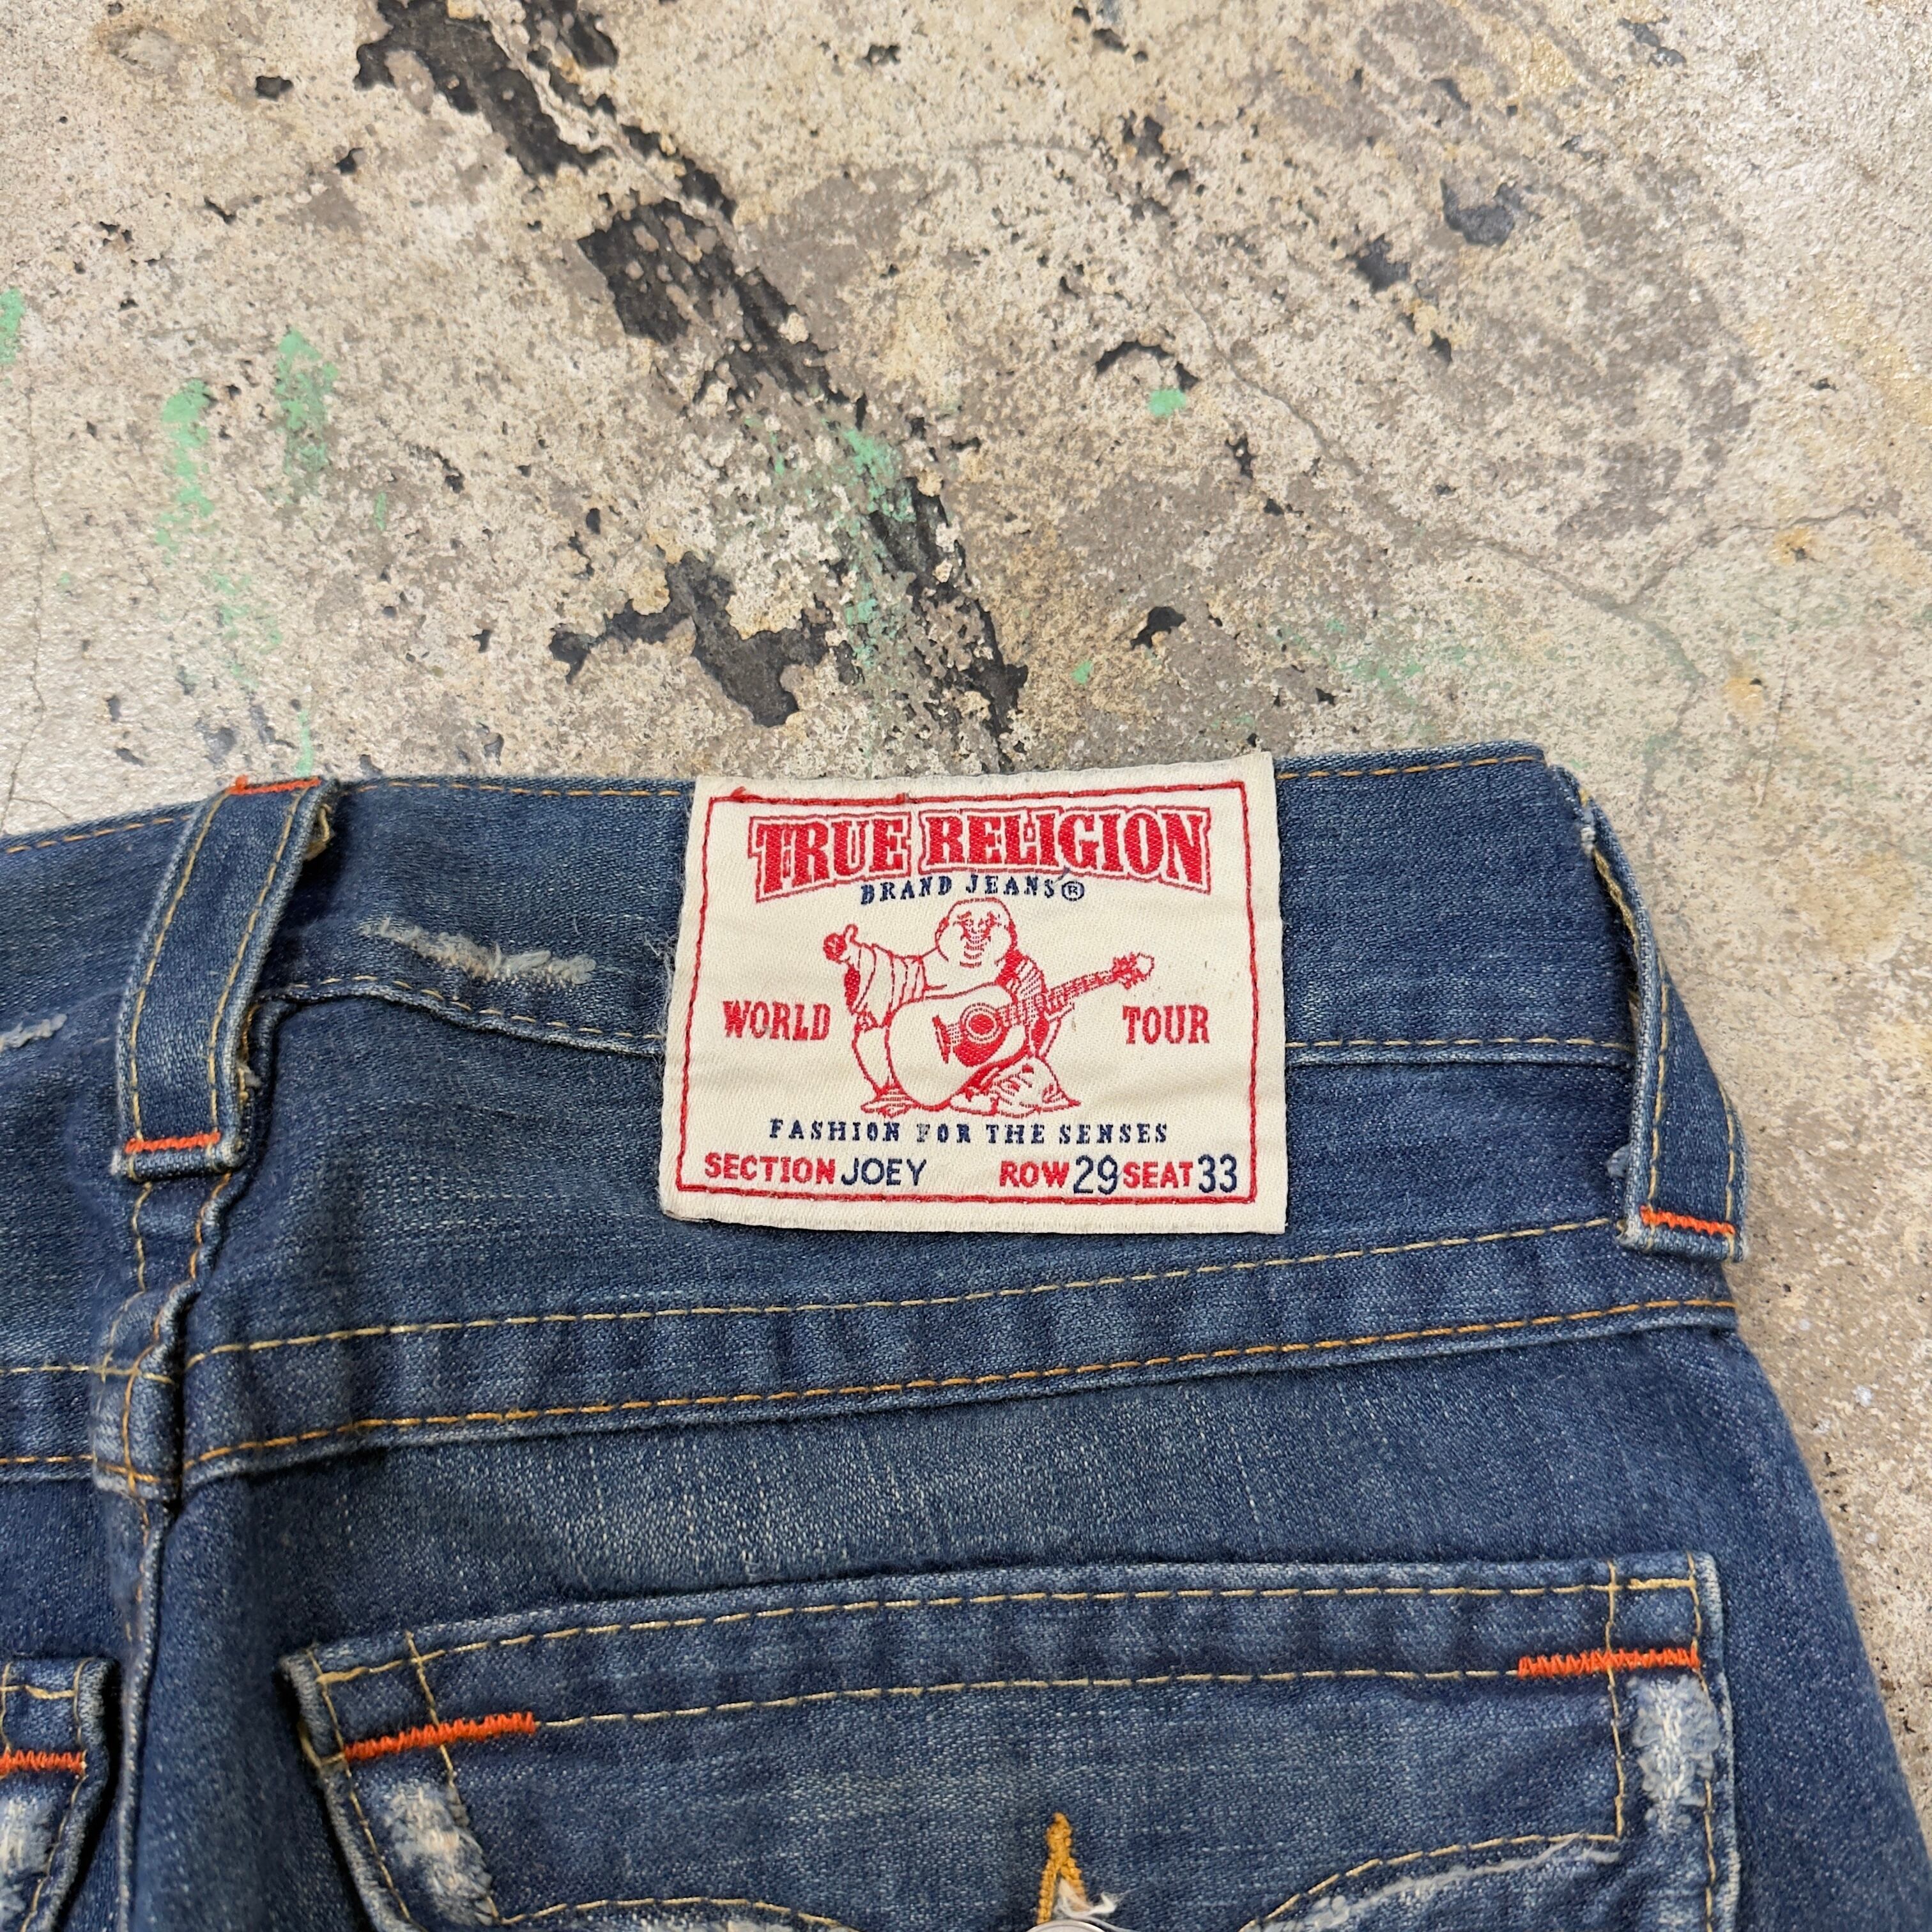 TRUE RELIGION
BRAND JEANS®
WORLD TOUR
FASHION FOR THE SENSES
SECTION JOEY ROW 29 SEAT 33